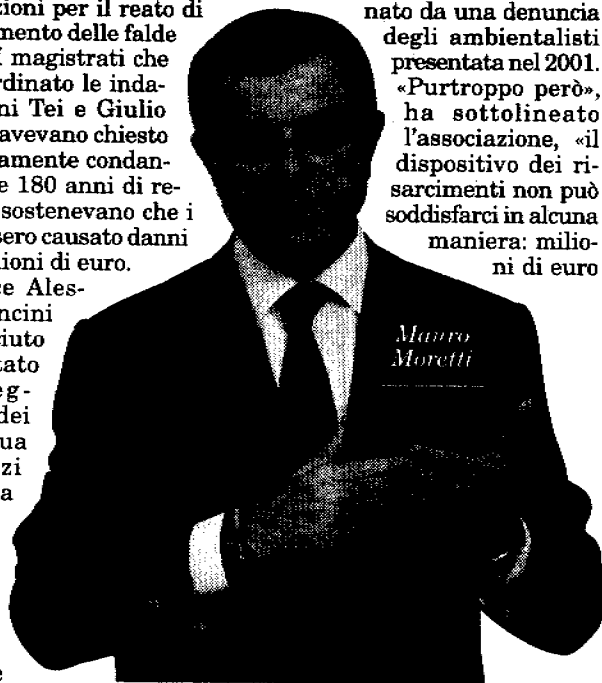 zioni per il reato di
mento delle falde
magistrati che
rdinato le inda-
ni Tei e Giulio
avevano chiesto
amente condan-
e 180 anni di re-
sostenevano che i
sero causato danni
ioni di euro.
e Ales-
ncini
iuto
ato
eg-
dei
ua
zi
a
e
nato da una denuncia
degli ambientalisti
presentata nel 2001.
«Purtroppo però»,
ha sottolineato
l'associazione, «il
dispositivo dei ri-
sarcimenti non può
soddisfarci in alcuna
maniera: milio-
ni di euro
Mauro
Moretti